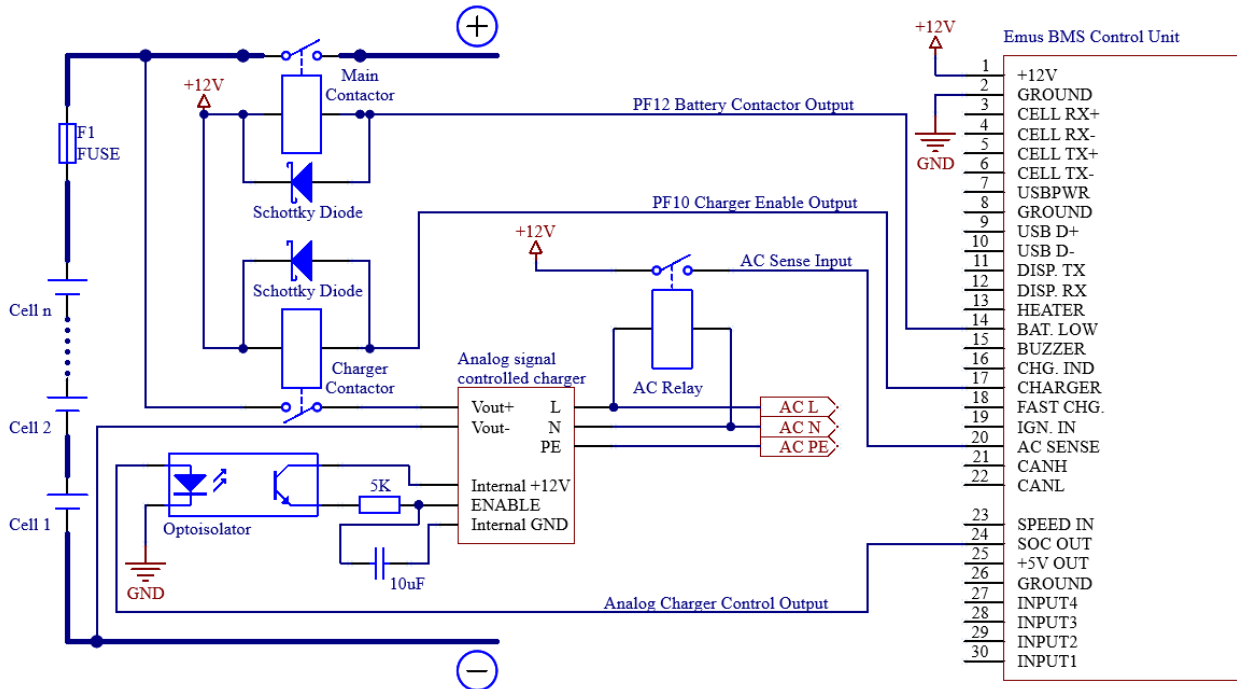 Emus BMS Control Unit
+12V
Main
Contactor
+12V
PF12 Battery Contactor Output
F1
FUSE
GND
Schottky Diode
PF10 Charger Enable Output
+12V
AC Sense Input
Schottky Diode
Cell n
Charger
Contactor
Analog signal
controlled charger
AC Relay
Vout+
Vout-
L
N
PE
Internal +12V
ENABLE
Internal GND
AC L
AC N
AC PE
Cell 2
Cell 1
Optoisolator
5K
10uF
GND
Analog Charger Control Output
1 +12V
2 GROUND
3 CELL RX+
4 CELL RX-
5 CELL TX+
6 CELL TX-
7 USBPWR
8 GROUND
9 USB D+
10 USB D-
11 DISP. TX
12 DISP. RX
13 HEATER
14 BAT. LOW
15 BUZZER
16 CHG. IND
17 CHARGER
18 FAST CHG.
19 IGN. IN
20 AC SENSE
21 CANH
22 CANL
23 SPEED IN
24 SOC OUT
25 +5V OUT
26 GROUND
27 INPUT4
28 INPUT3
29 INPUT2
30 INPUT1